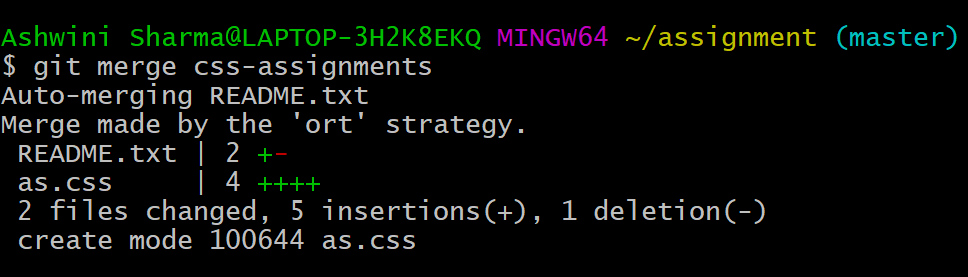 Ashwini Sharma@LAPTOP-3H2K8EKQ MINGW64 ~/assignment (master)
$ git merge css-assignments
Auto-merging README.txt
Merge made by the 'ort' strategy.
 README.txt | 2 +-
 as.css     | 4 ++++
 2 files changed, 5 insertions(+), 1 deletion(-)
 create mode 100644 as.css